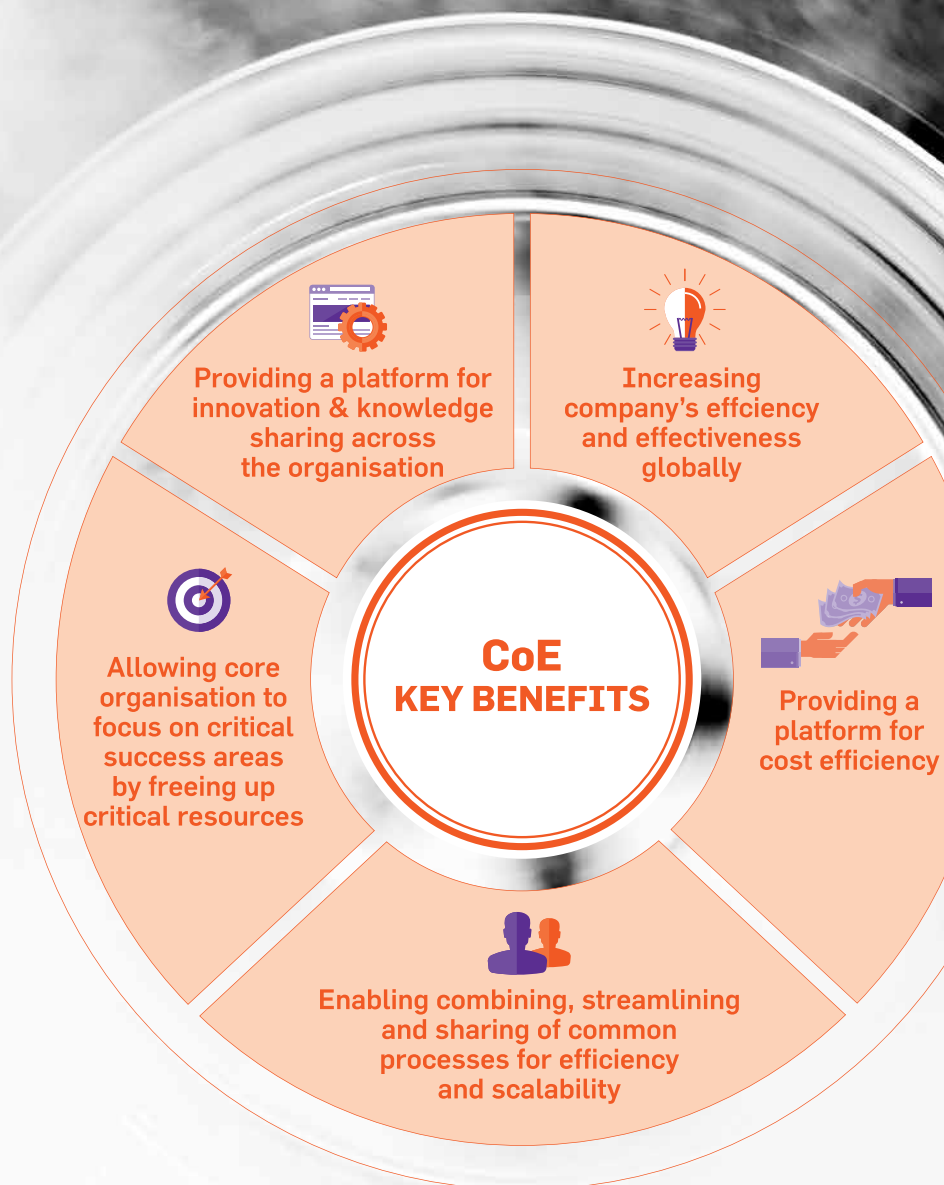 Providing a platform for
innovation & knowledge
sharing across
the organisation
Increasing
company's effciency
and effectiveness
globally
Allowing core
organisation to
focus on critical
success areas
by freeing up
critical resources
CoE
KEY BENEFITS
Providing a
platform for
cost efficiency
Enabling combining, streamlining
and sharing of common
processes for efficiency
and scalability